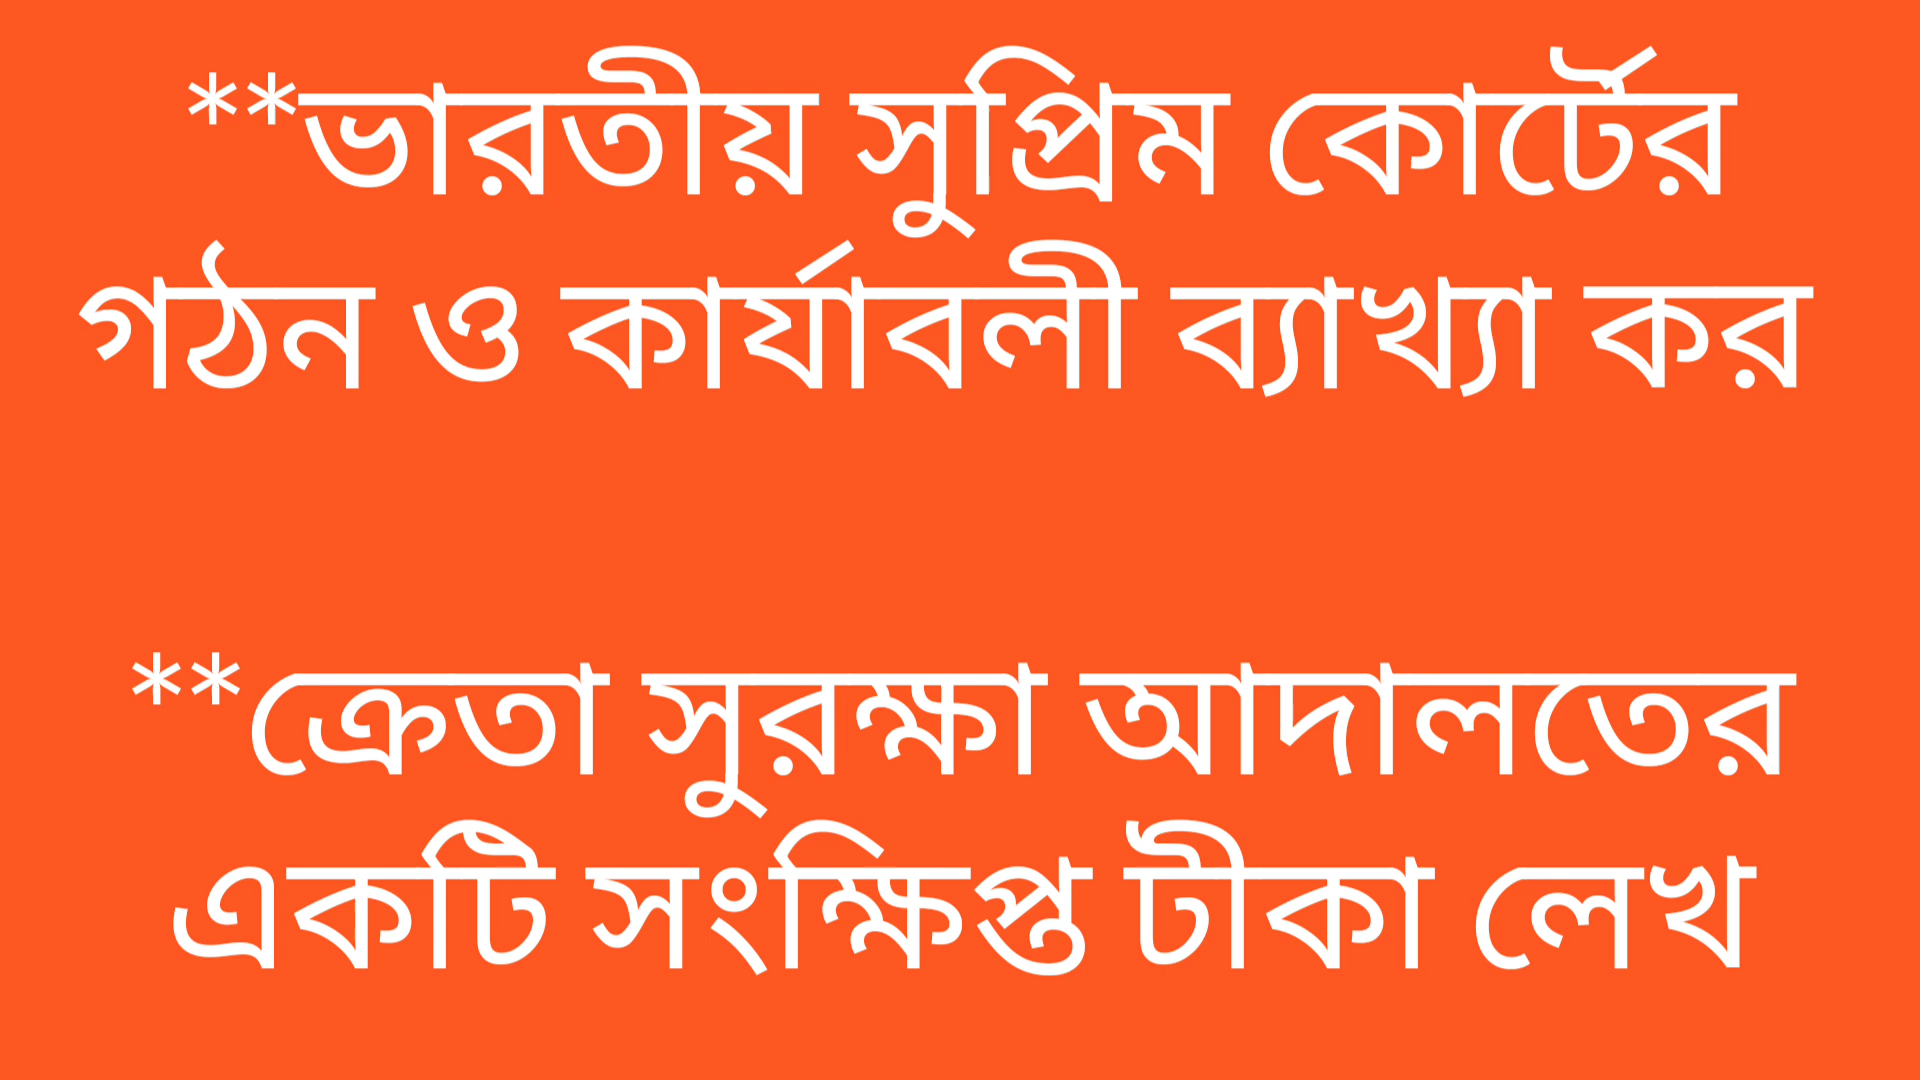 **ভারতীয় সুপ্রিম কোর্টের
গঠন ও কার্যাবলী ব্যাখ্যা কর
**ক্রেতা সুরক্ষা আদালতের
একটি সংক্ষিপ্ত টীকা লেখ